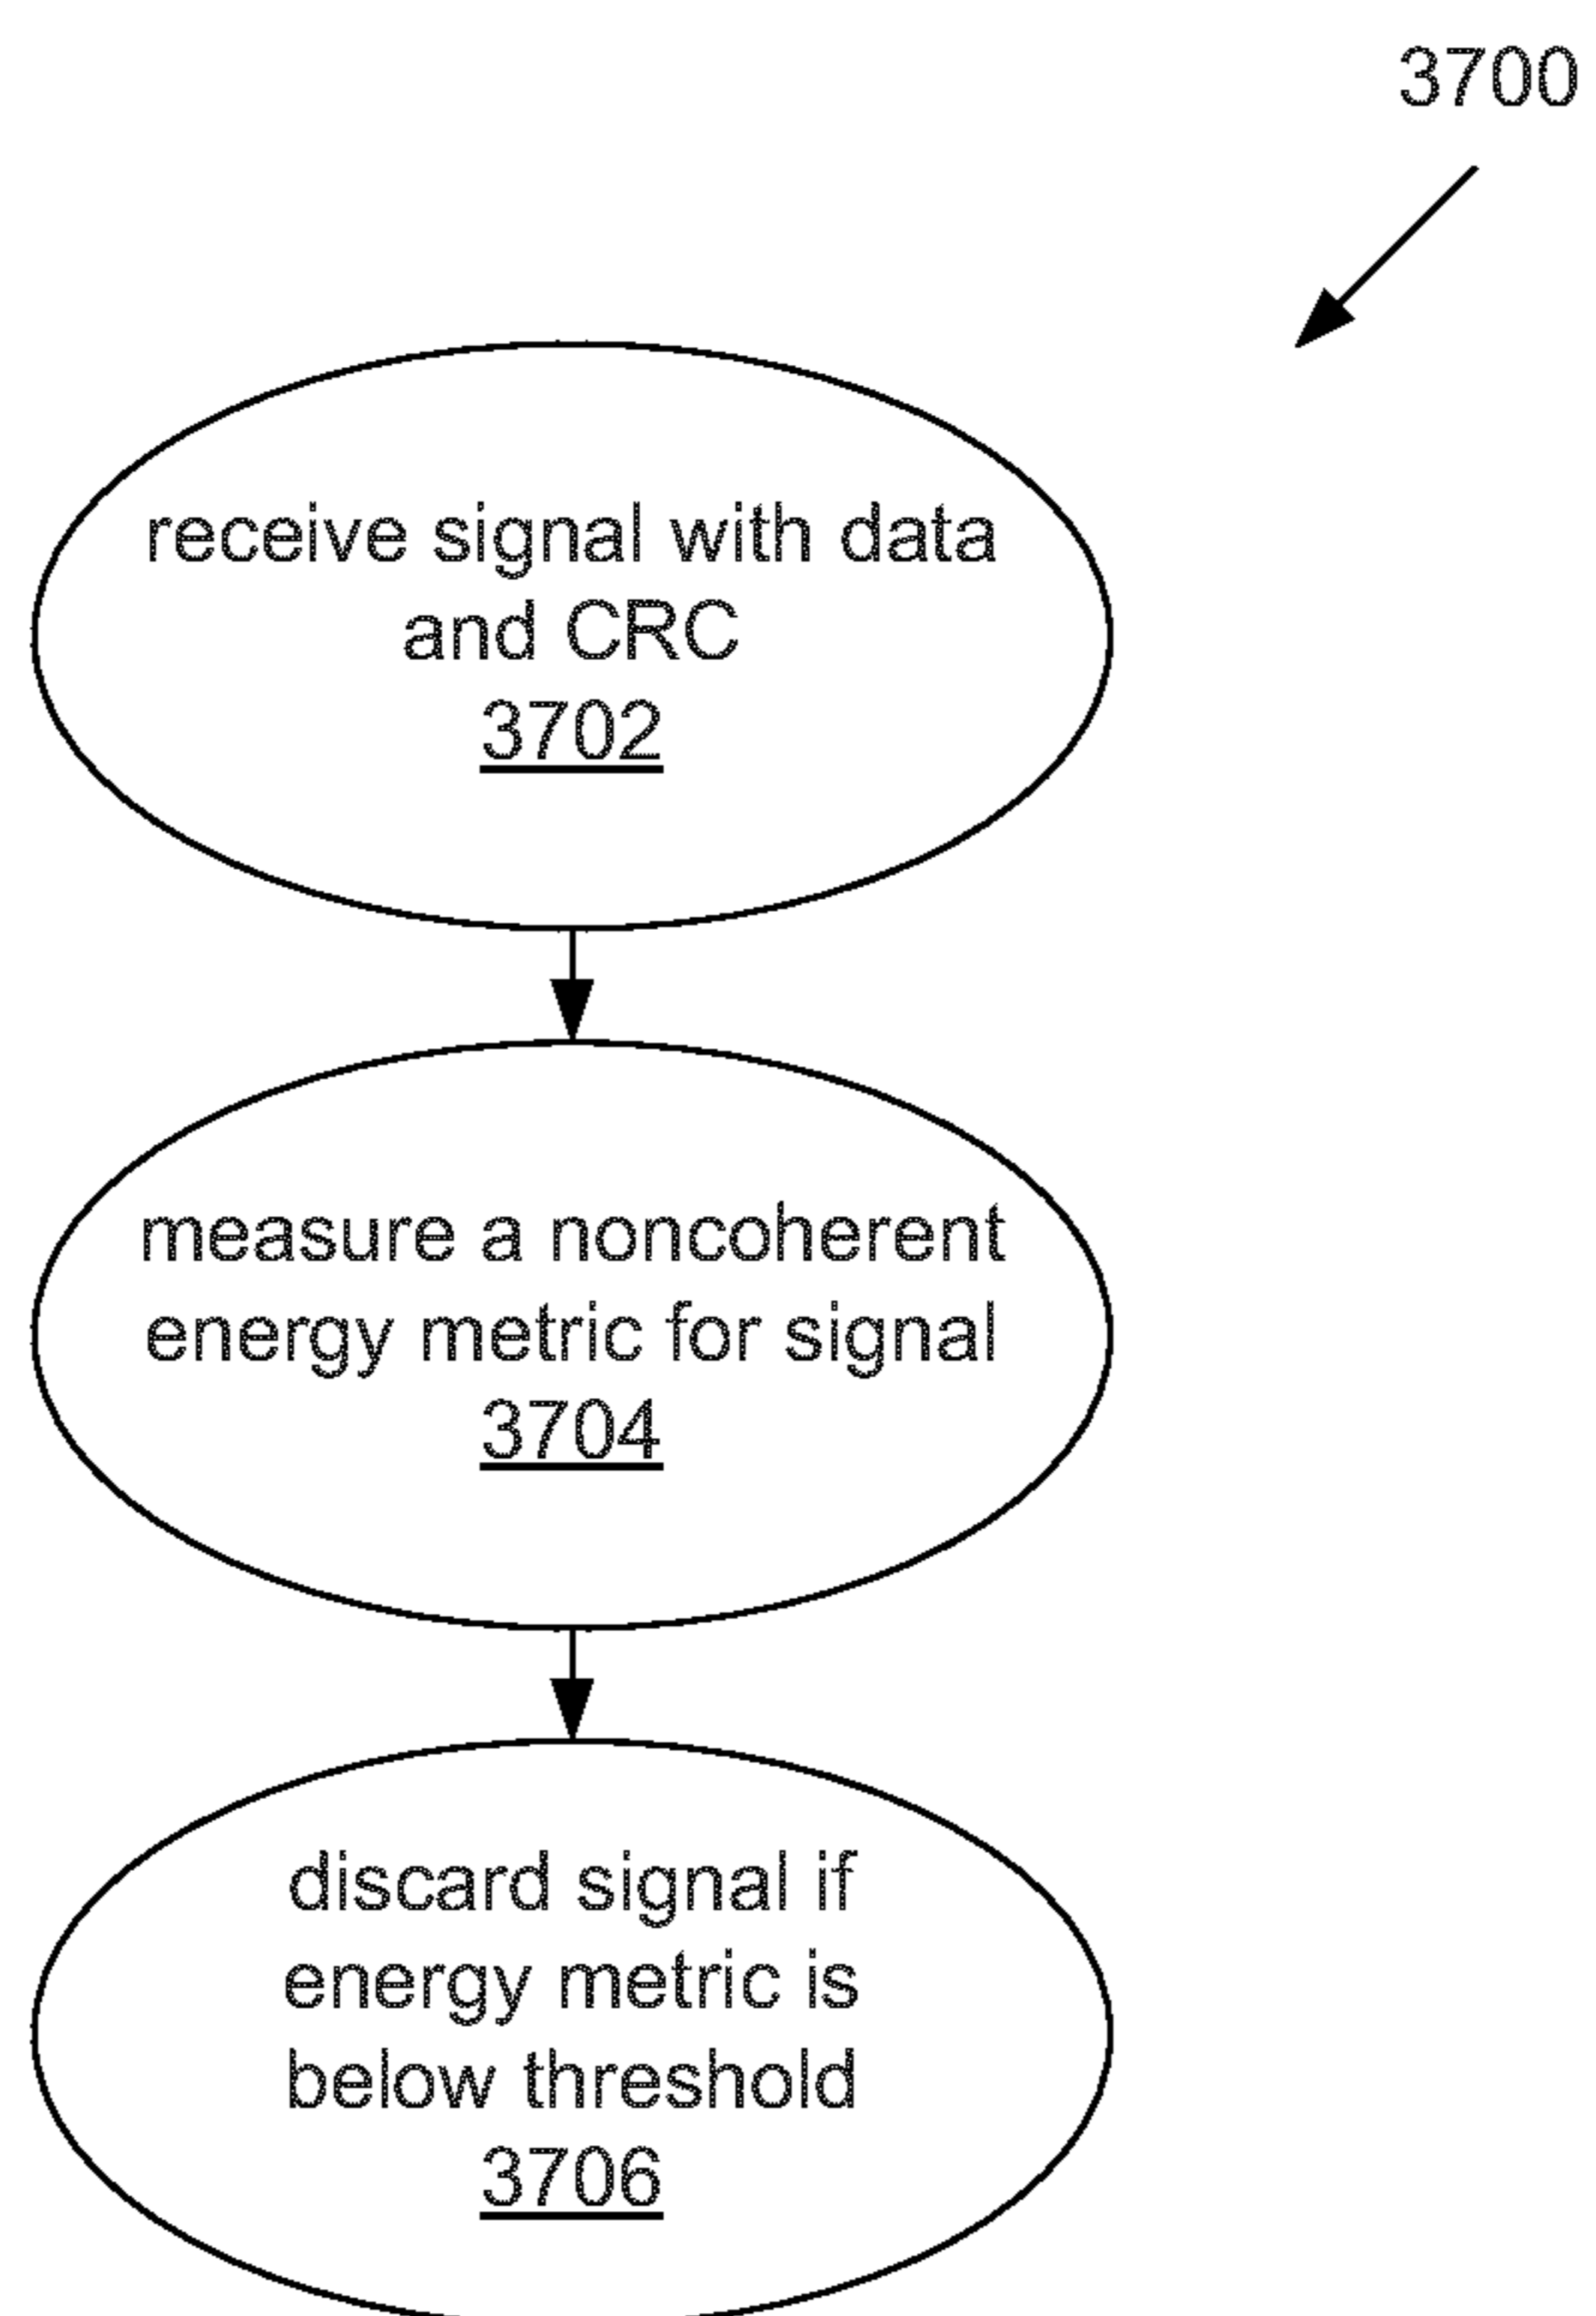 3700
receive signal with data
and CRC
3702
measure a noncoherent
energy metric for signal
3704
discard signal if
energy metric is
below threshold
3706